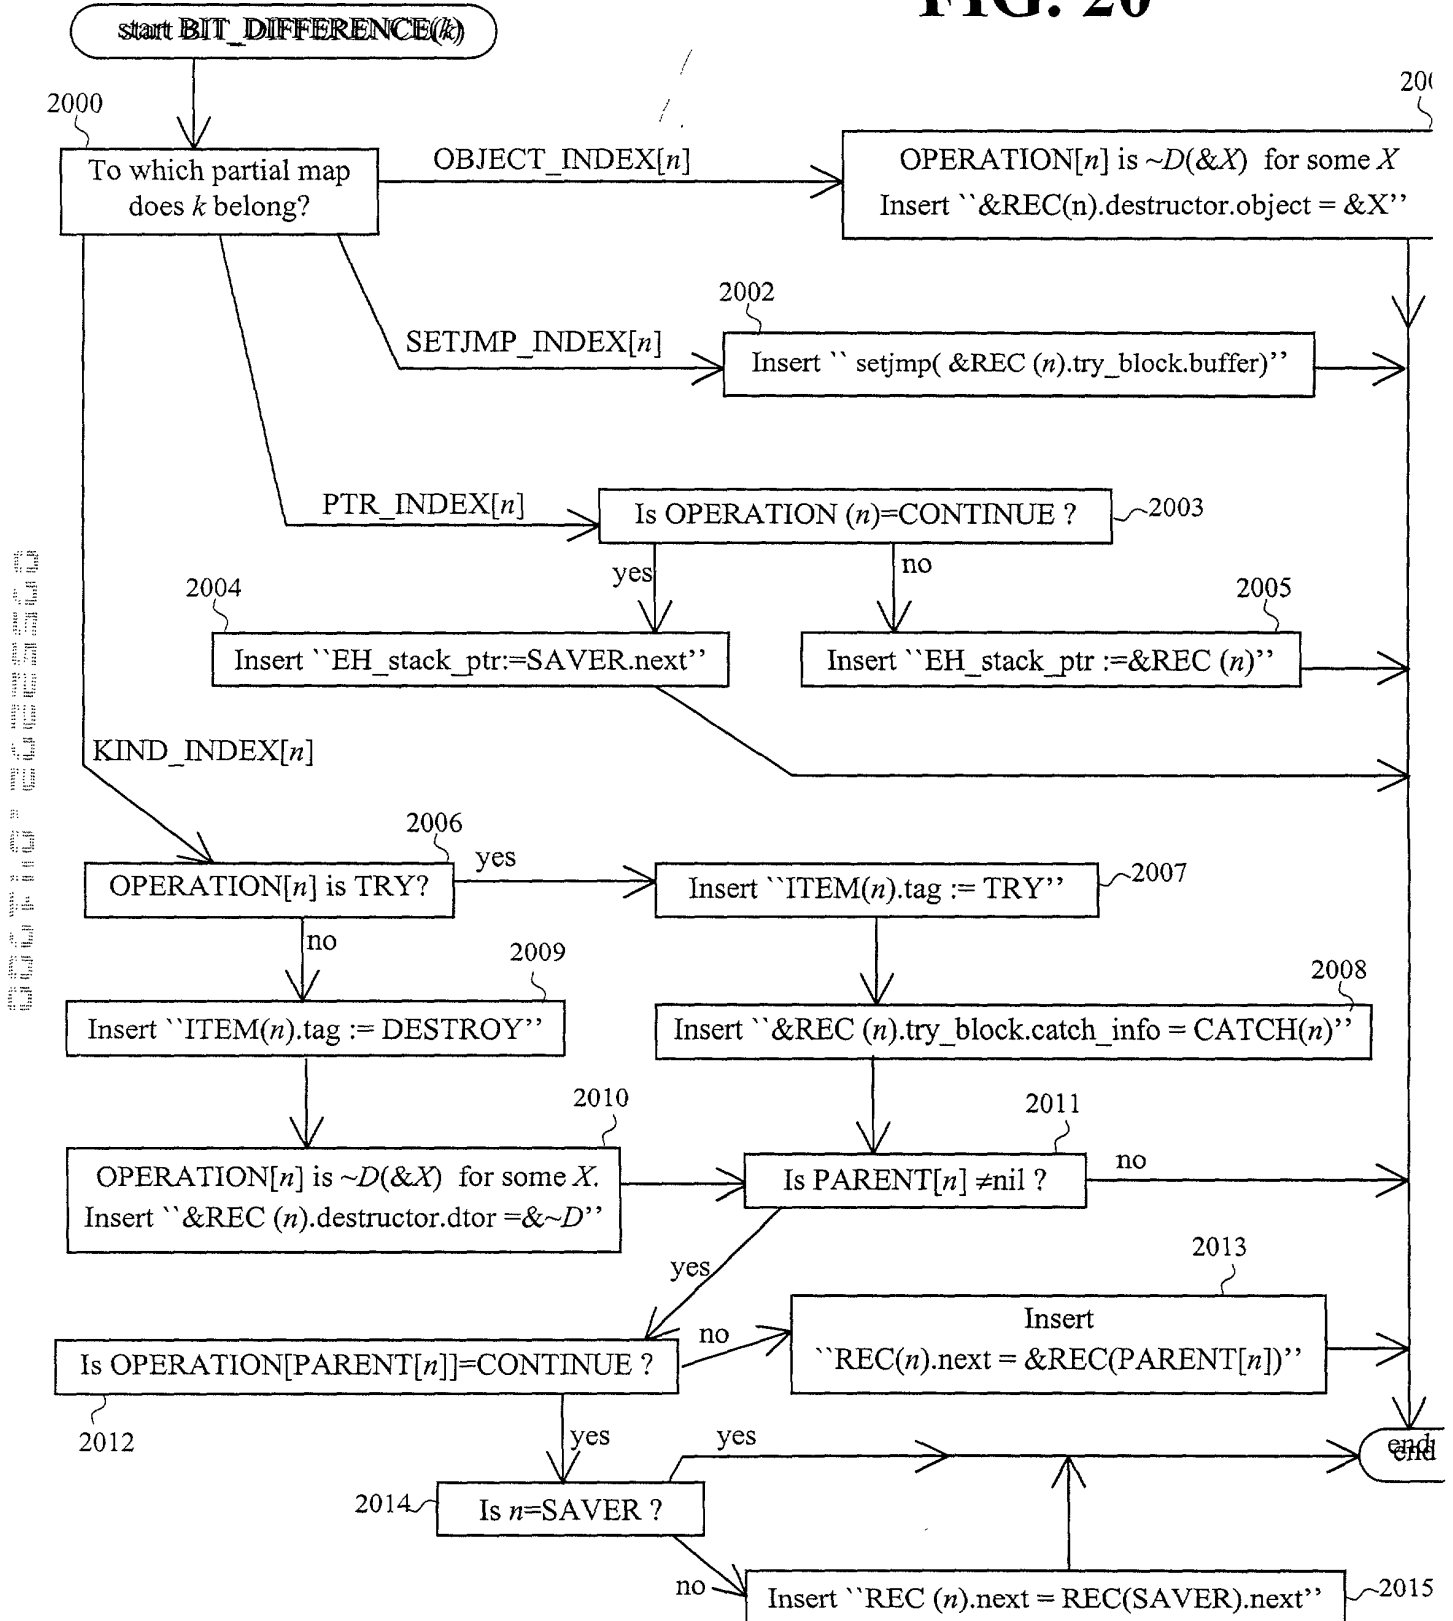 FIG. 20
start BIT_DIFFERENCE(k)
2000
To which partial map
does k belong?
OBJECT_INDEX[n]
OPERATION[n] is ~D(&X) for some X
Insert ``&REC(n).destructor.object = &X''
2002
SETJMP_INDEX[n]
Insert `` setjmp( &REC (n).try_block.buffer)''
PTR_INDEX[n]
Is OPERATION (n)=CONTINUE ?
2003
yes
no
2004
2005
Insert ``EH_stack_ptr:=SAVER.next''
Insert ``EH_stack_ptr :=&REC (n)''
KIND_INDEX[n]
2006
OPERATION[n] is TRY?
yes
Insert ``ITEM(n).tag := TRY''
2007
no
2009
2008
Insert ``ITEM(n).tag := DESTROY''
Insert ``&REC (n).try_block.catch_info = CATCH(n)''
2010
2011
OPERATION[n] is ~D(&X) for some X.
Insert ``&REC (n).destructor.dtor =&~D''
Is PARENT[n] ≠nil ?
no
yes
2013
Is OPERATION[PARENT[n]]=CONTINUE ?
no
Insert
``REC(n).next = &REC(PARENT[n])''
2012
yes
yes
end
2014
Is n=SAVER ?
no
Insert ``REC (n).next = REC(SAVER).next''
2015